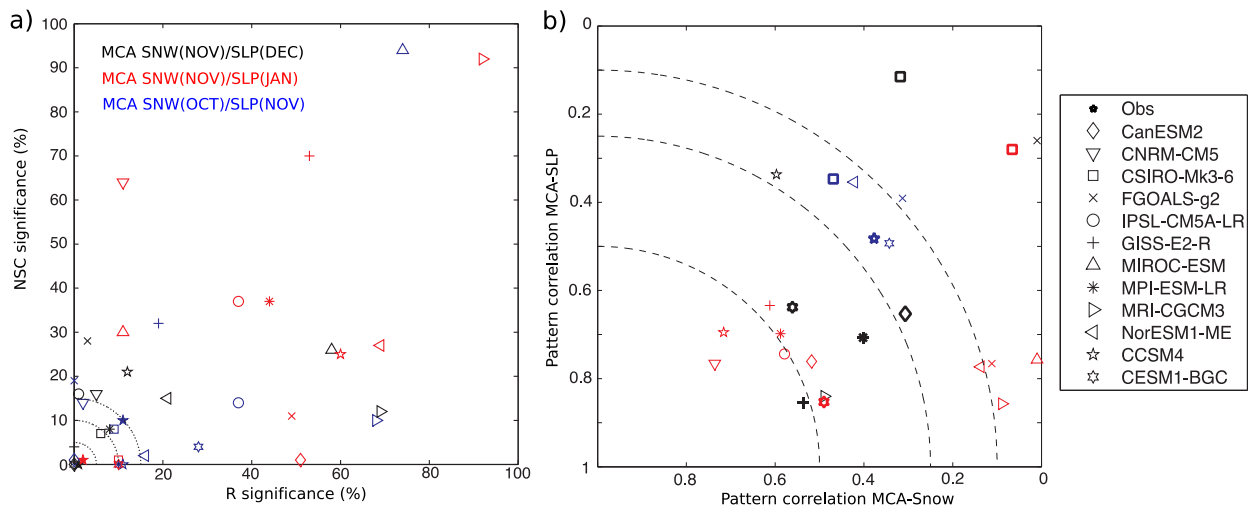 a)
MCA SNW(NOV)/SLP(DEC)
MCA SNW(NOV)/SLP(JAN)
MCA SNW(OCT)/SLP(NOV)
NSC significance (%)
100
90
80
70
60
50
40
30
20
10
0
0 20 40 60 80 100
R significance (%)
b)
Pattern correlation MCA-SLP
0
0.2
0.4
0.6
0.8
1
0.8 0.6 0.4 0.2 0
Pattern correlation MCA-Snow
Obs
CanESM2
CNRM-CM5
CSIRO-Mk3-6
FGOALS-g2
IPSL-CM5A-LR
GISS-E2-R
MIROC-ESM
MPI-ESM-LR
MRI-CGCM3
NorESM1-ME
CCSM4
CESM1-BGC